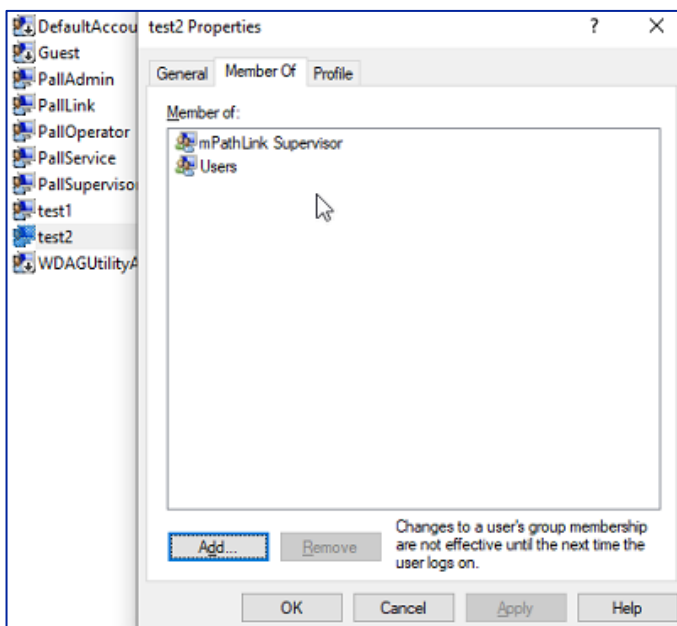 DefaultAccou
Guest
PallAdmin
PallLink
PallOperator
PallService
PallSuperviso
test1
test2
WDAGUtilityA
test2 Properties
?
General Member Of Profile
Member of:
mPathLink Supervisor
Users
Add... Remove
Changes to a user's group membership
are not effective until the next time the
user logs on.
OK Cancel Apply Help